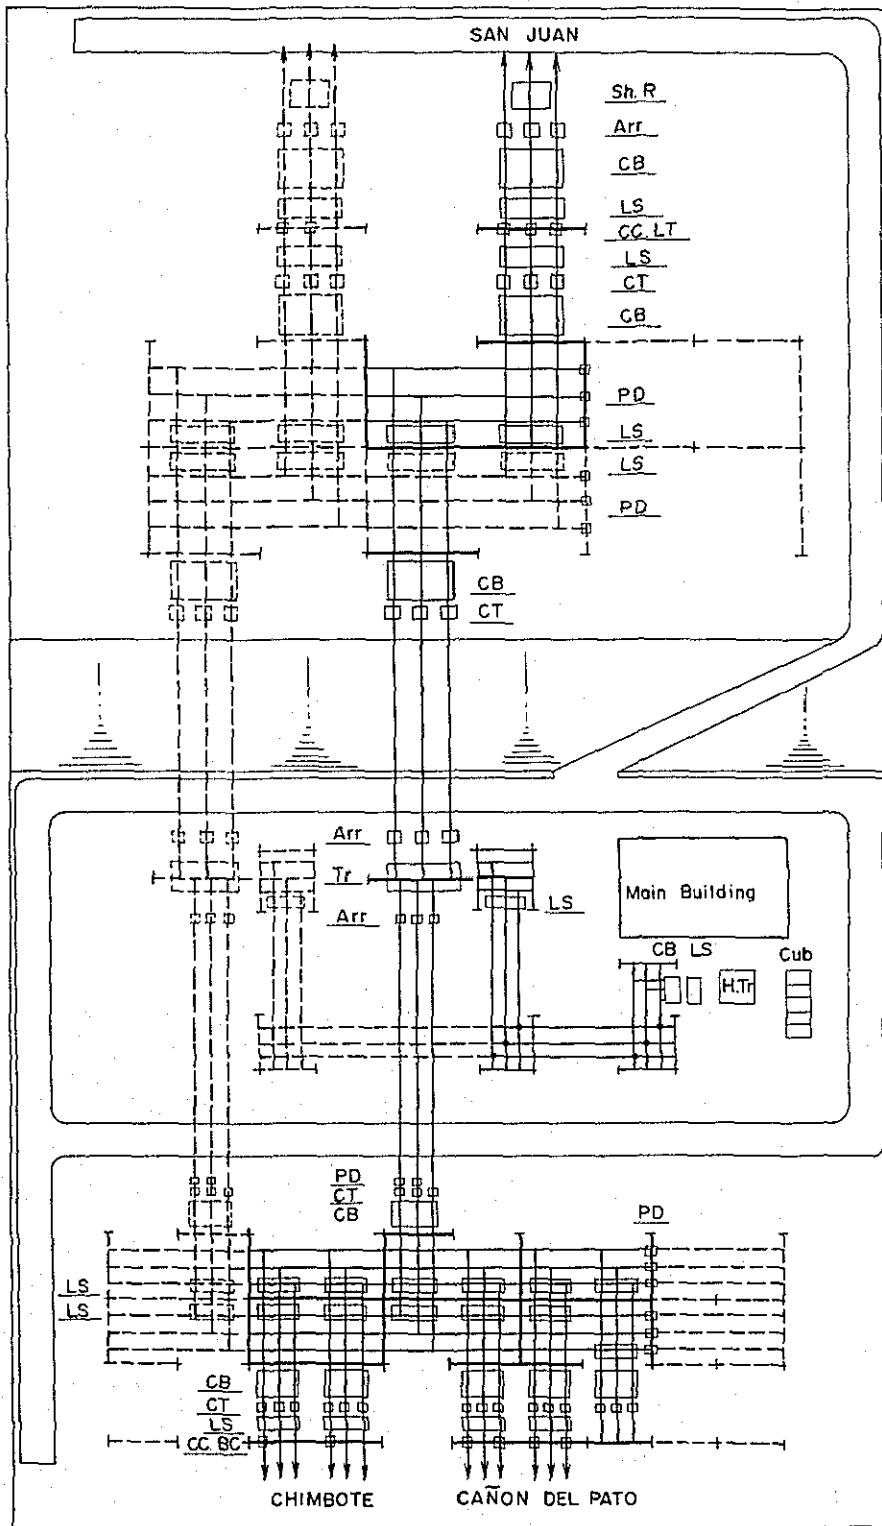 SAN JUAN
Sh. R
Arr
CB
LS
CC. LT
LS
CT
CB
PD
LS
LS
PD
CB
CT
Arr
Tr
Arr
LS
Main Building
CB LS H.Tr Cub
PD
CT
CB
PD
LS
LS
CB
CT
LS
CC. BC
CHIMBOTE CAÑON DEL PATO